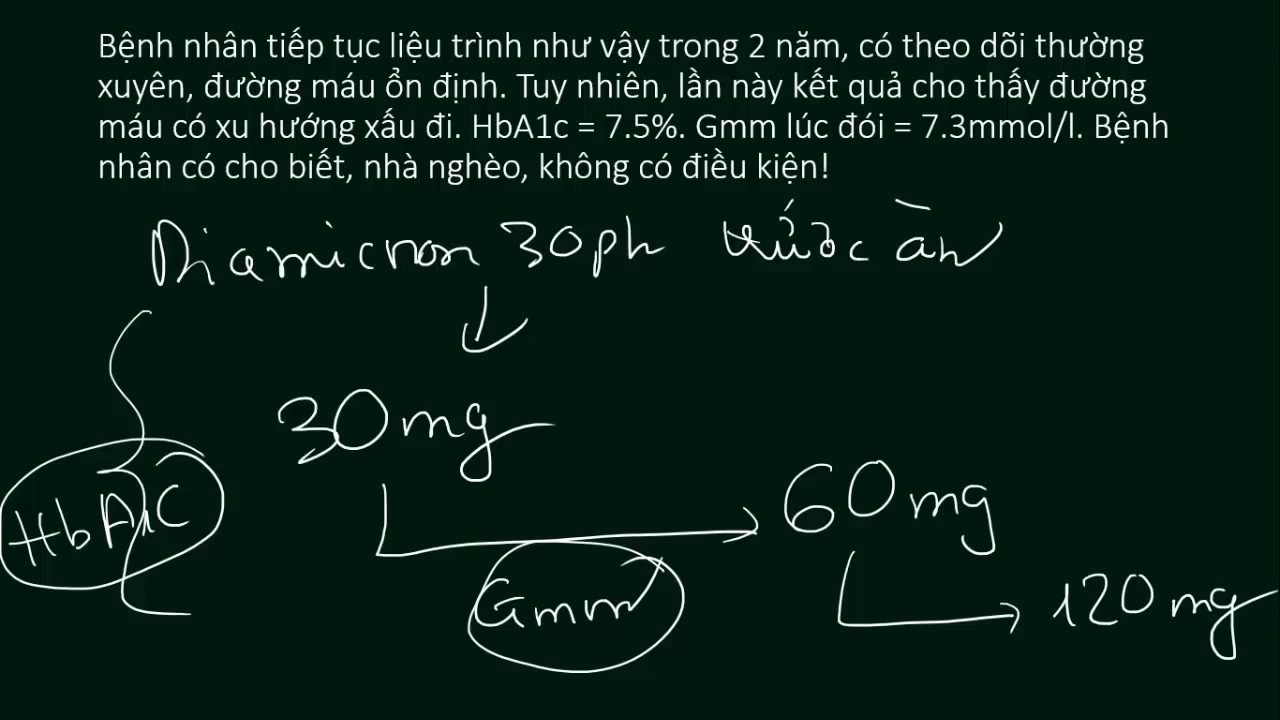 Bệnh nhân tiếp tục liệu trình như vậy trong 2 năm, có theo dõi thường
xuyên, đường máu ổn định. Tuy nhiên, lần này kết quả cho thấy đường
máu có xu hướng xấu đi. HbA1c = 7.5%. Gmm lúc đói = 7.3mmol/l. Bệnh
nhân có cho biết, nhà nghèo, không có điều kiện!
Diamicron 30ph trước ăn
30mg
60mg
HbA1C
Gmm
120mg